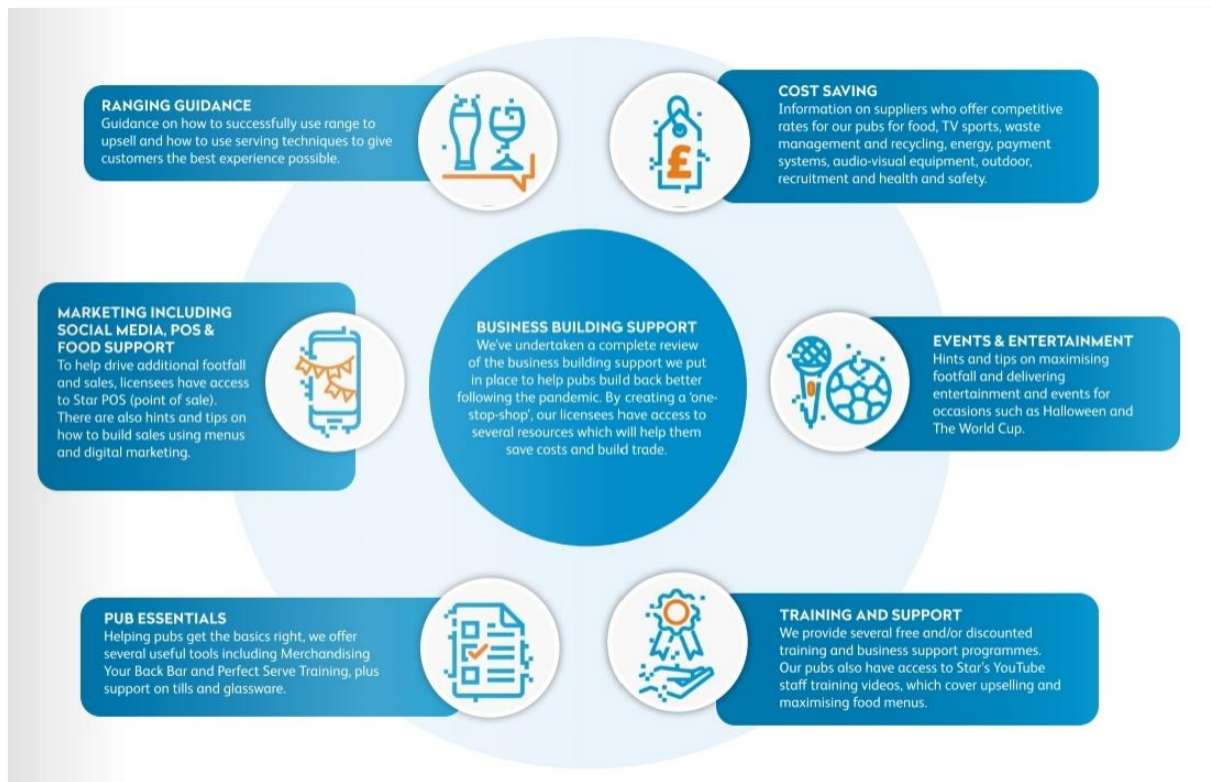 RANGING GUIDANCE
Guidance on how to successfully use range to
upsell and how to use serving techniques to give
customers the best experience possible.
COST SAVING
Information on suppliers who offer competitive
rates for our pubs for food, TV sports, waste
management and recycling, energy, payment
systems, audio-visual equipment, outdoor,
recruitment and health and safety.
£
MARKETING INCLUDING
SOCIAL MEDIA, POS &
FOOD SUPPORT
To help drive additional footfall
and sales, licensees have access
to Star POS (point of sale).
There are also hints and tips on
how to build sales using menus
and digital marketing.
BUSINESS BUILDING SUPPORT
We've undertaken a complete review
of the business building support we put
in place to help pubs build back better
following the pandemic. By creating a 'one-
stop-shop', our licensees have access to
several resources which will help them
save costs and build trade.
EVENTS & ENTERTAINMENT
Hints and tips on maximising
footfall and delivering
entertainment and events for
occasions such as Halloween and
The World Cup.
PUB ESSENTIALS
Helping pubs get the basics right, we offer
several useful tools including Merchandising
Your Back Bar and Perfect Serve Training, plus
support on tills and glassware.
TRAINING AND SUPPORT
We provide several free and/or discounted
training and business support programmes.
Our pubs also have access to Star's YouTube
staff training videos, which cover upselling and
maximising food menus.